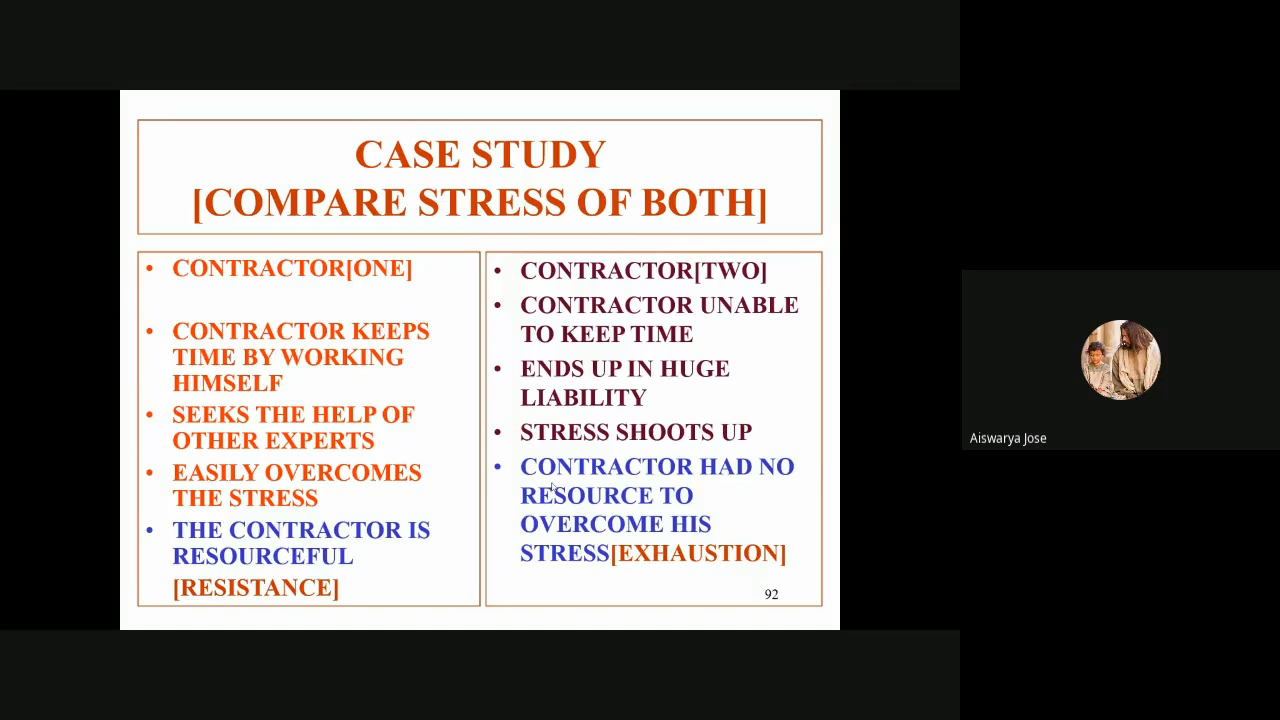 CASE STUDY
[COMPARE STRESS OF BOTH]
• CONTRACTOR[ONE]
• CONTRACTOR KEEPS
TIME BY WORKING
HIMSELF
• SEEKS THE HELP OF
OTHER EXPERTS
• EASILY OVERCOMES
THE STRESS
• THE CONTRACTOR IS
RESOURCEFUL
[RESISTANCE]
• CONTRACTOR[TWO]
• CONTRACTOR UNABLE
TO KEEP TIME
• ENDS UP IN HUGE
LIABILITY
• STRESS SHOOTS UP
• CONTRACTOR HAD NO
RESOURCE TO
OVERCOME HIS
STRESS[EXHAUSTION]
92
Aiswarya Jose